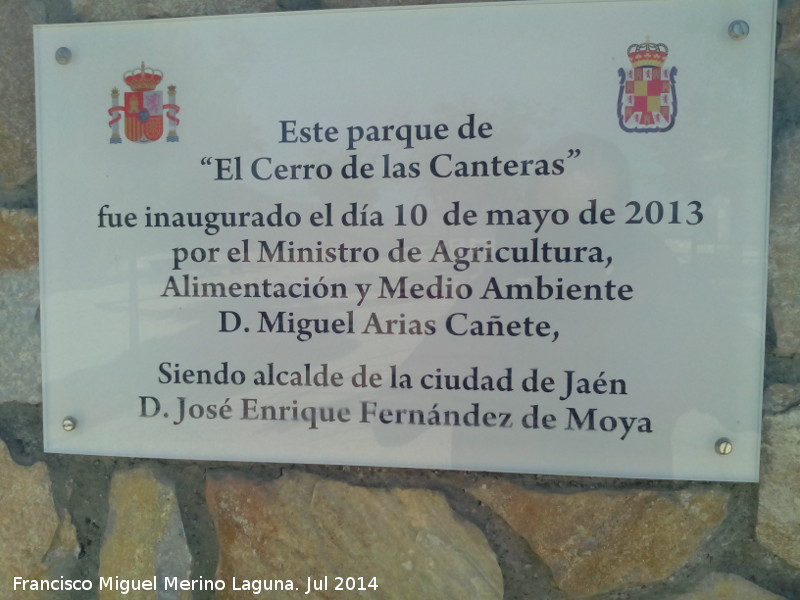 Este parque de
“El Cerro de las Canteras”
fue inaugurado el día 10 de mayo de 2013
por el Ministro de Agricultura,
Alimentación y Medio Ambiente
D. Miguel Arias Cañete,
Siendo alcalde de la ciudad de Jaén
D. José Enrique Fernández de Moya
Francisco Miguel Merino Laguna. Jul 2014